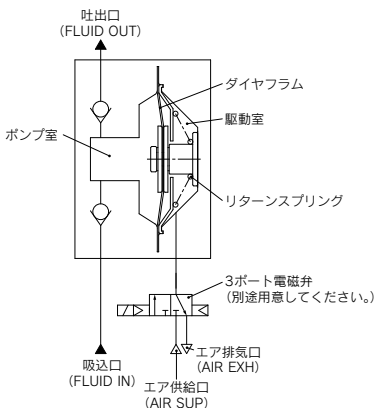 吐出口
(FLUID OUT)
ダイヤフラム
駆動室
ポンプ室
リターンスプリング
3ポート電磁弁
(別途用意してください。)
エア排気口
(AIR EXH)
吸込口
(FLUID IN)
エア供給口
(AIR SUP)